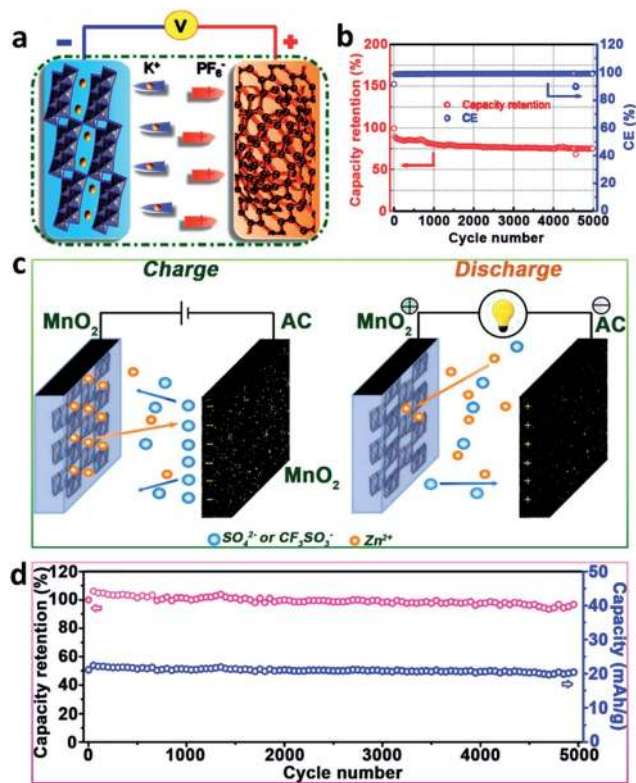 a
V
−
+
K⁺
PF₆⁻
b
Capacity retention (%)
200
150
100
75
50
0
Capacity retention
CE
120
100
80
60
40
20
0
CE (%)
0 1000 2000 3000 4000 5000
Cycle number
c
Charge
Discharge
MnO₂
AC
MnO₂
⊕
⊖
MnO₂
AC
SO₄²⁻ or CF₃SO₃⁻
Zn²⁺
d
Capacity retention (%)
120
100
80
60
40
20
0
50
40
30
20
10
0
Capacity (mAh/g)
0 1000 2000 3000 4000 5000
Cycle number